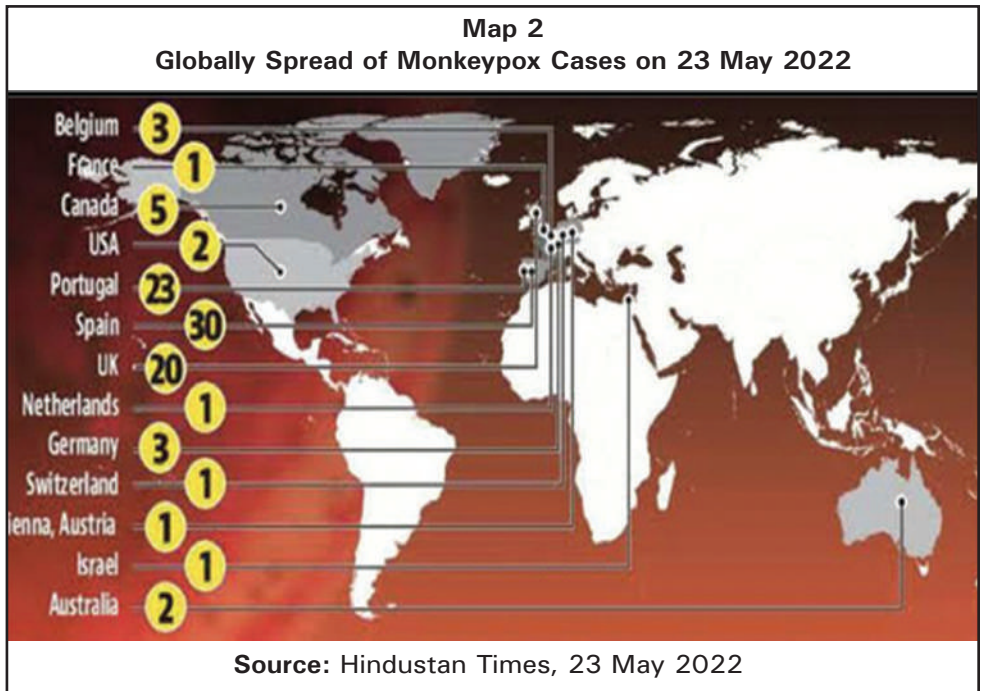 Map 2
Globally Spread of Monkeypox Cases on 23 May 2022
Belgium 3
France 1
Canada 5
USA 2
Portugal 23
Spain 30
UK 20
Netherlands 1
Germany 3
Switzerland 1
ienna, Austria 1
Israel 1
Australia 2
Source: Hindustan Times, 23 May 2022